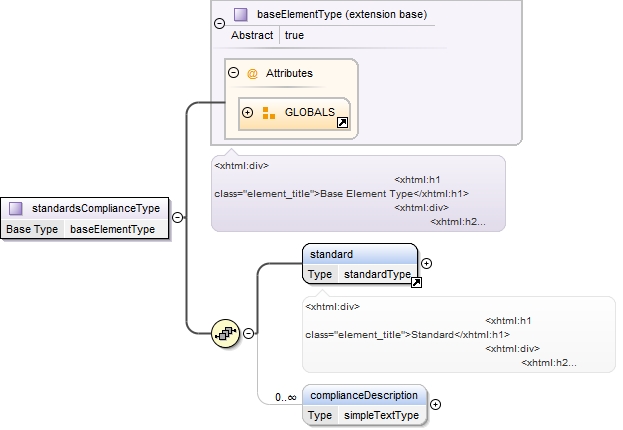 baseElementType (extension base)
Abstract true
@ Attributes
GLOBALS
<xhtml:div>
<xhtml:h1
class="element_title">Base Element Type</xhtml:h1>
<xhtml:div>
<xhtml:h2...
standardsComplianceType
Base Type baseElementType
standard
Type standardType
<xhtml:div>
<xhtml:h1
class="element_title">Standard</xhtml:h1>
<xhtml:div>
<xhtml:h2...
0..∞
complianceDescription
Type simpleTextType